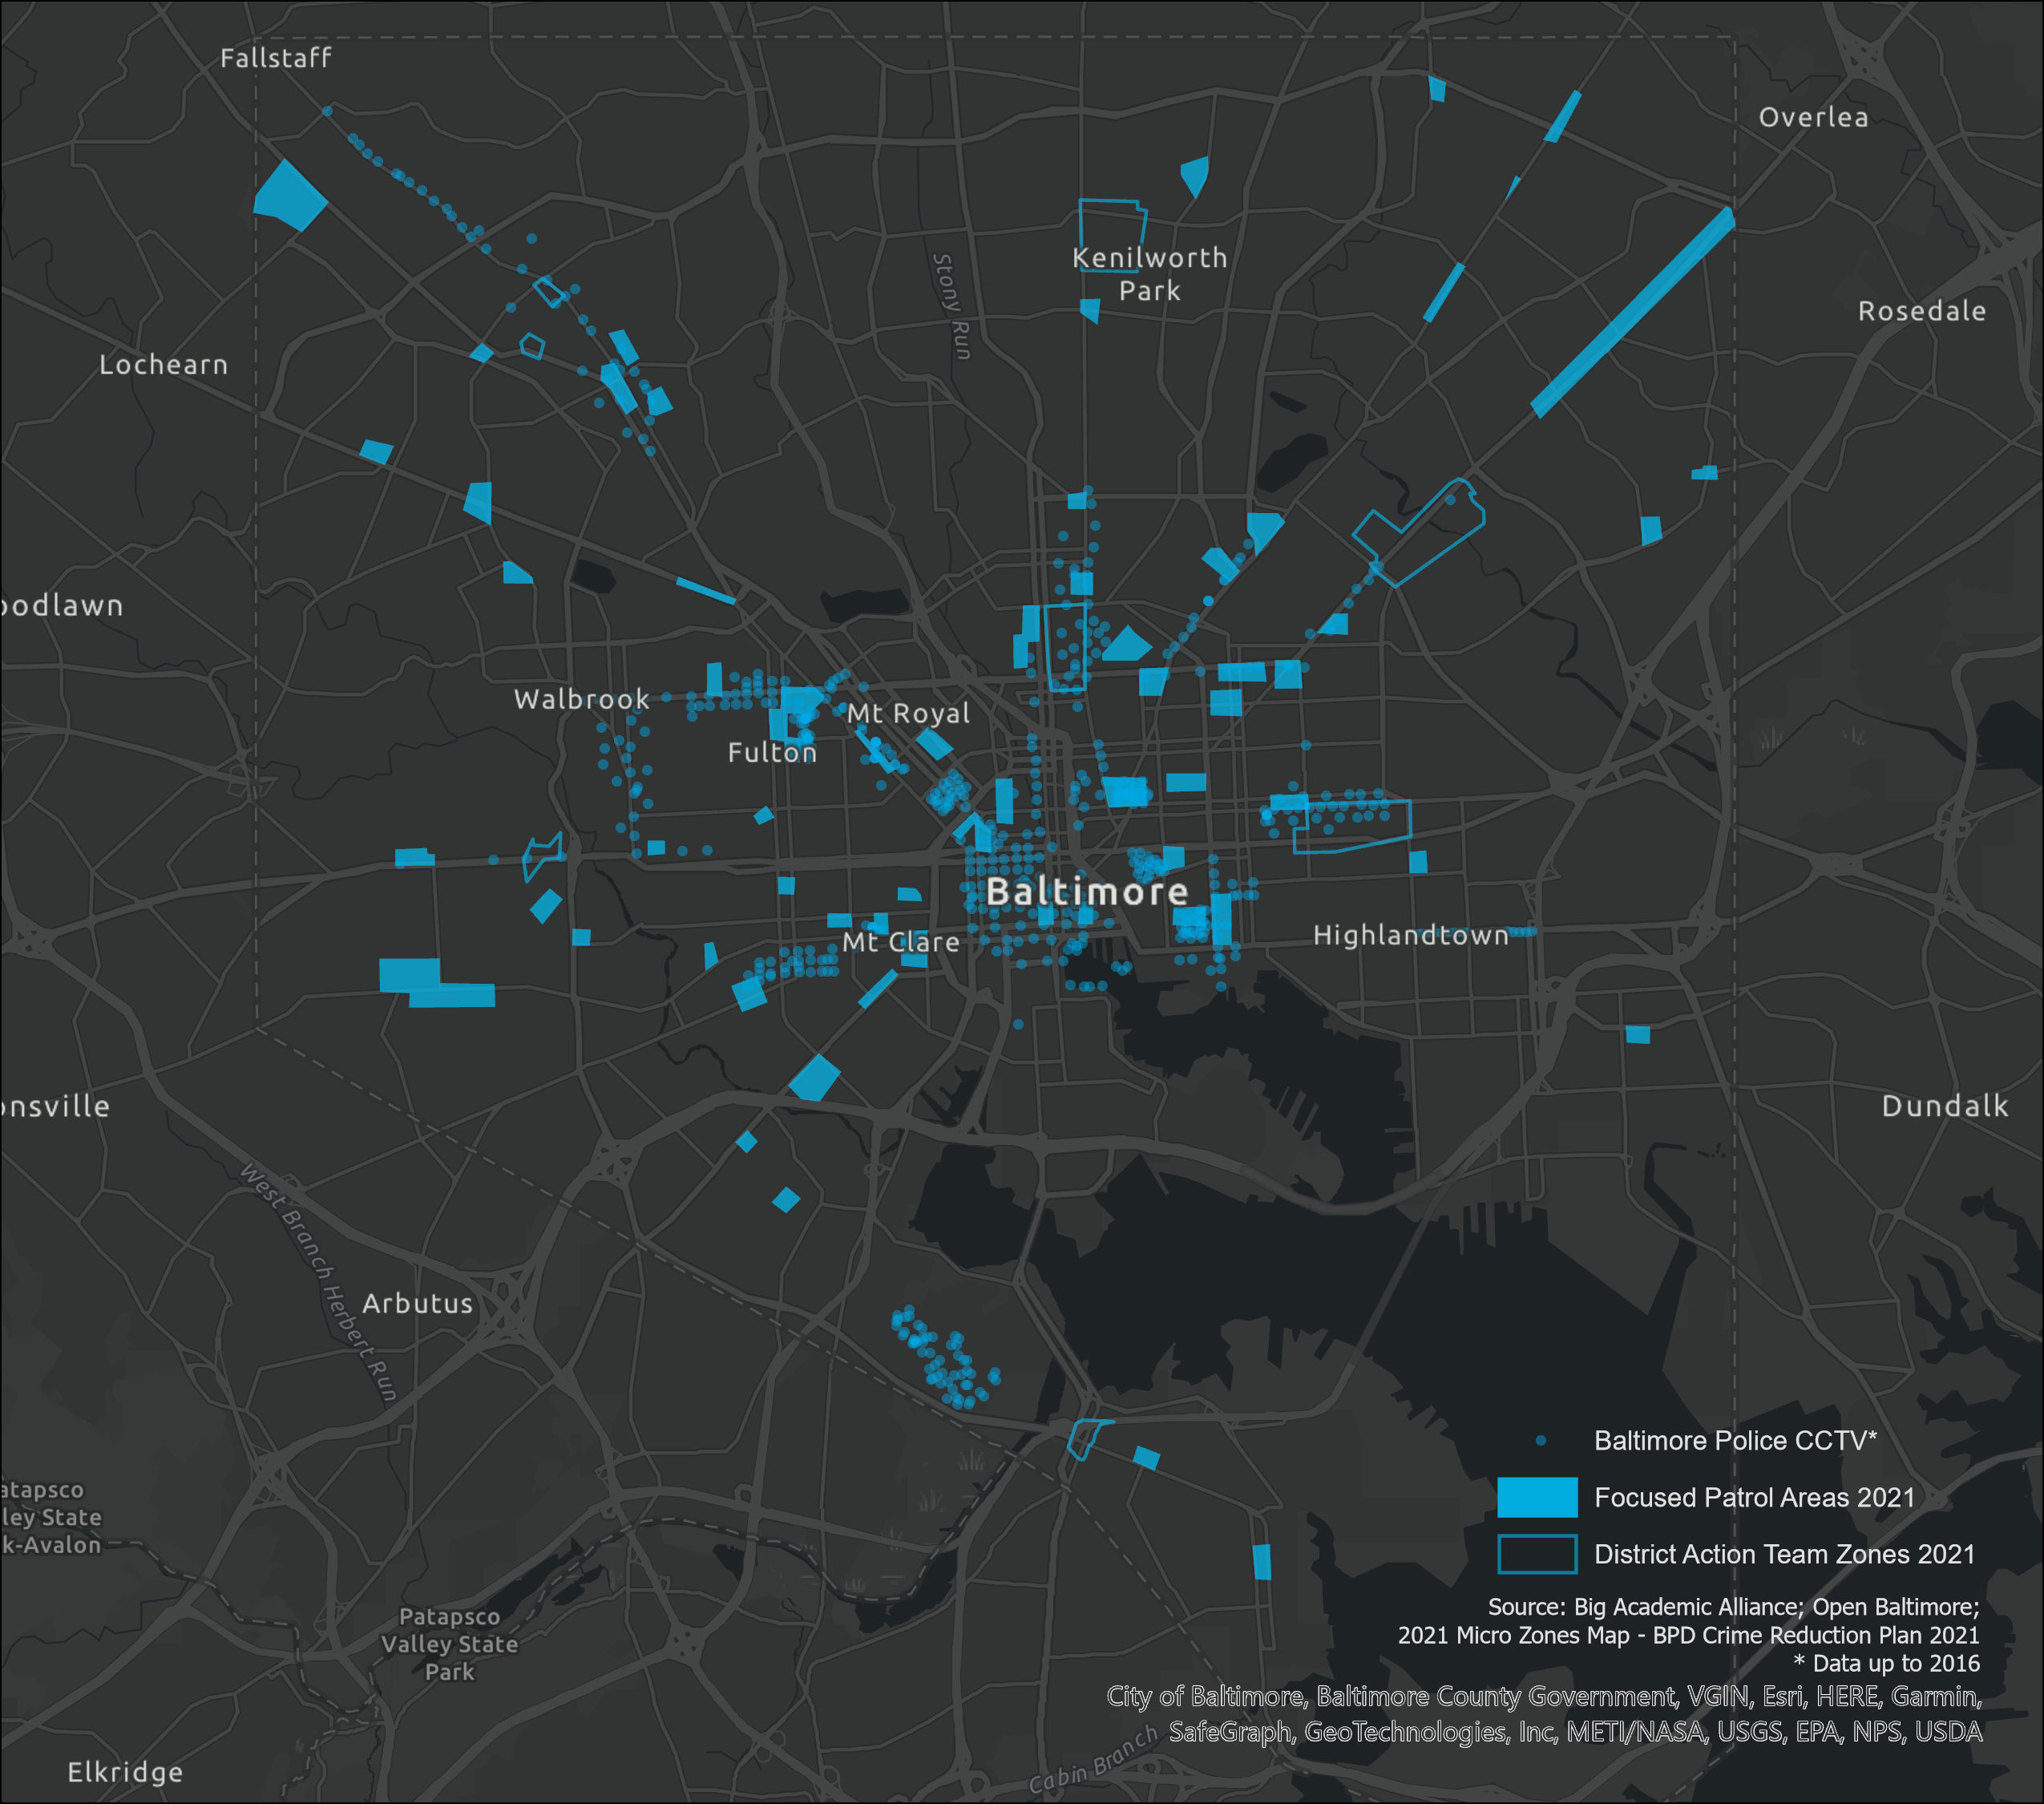 Fallstaff
Overlea
Kenilworth
Park
Stony Run
Rosedale
Lochearn
oodlawn
Walbrook
Mt Royal
Fulton
Baltimore
Mt Clare
Highlandtown
onsville
Dundalk
West Branch Herbert Run
Arbutus
Baltimore Police CCTV*
Focused Patrol Areas 2021
District Action Team Zones 2021
atapsco
ley State
k-Avalon
Patapsco
Valley State
Park
Source: Big Academic Alliance; Open Baltimore;
2021 Micro Zones Map - BPD Crime Reduction Plan 2021
* Data up to 2016
City of Baltimore, Baltimore County Government, VGIN, Esri, HERE, Garmin,
SafeGraph, GeoTechnologies, Inc, METI/NASA, USGS, EPA, NPS, USDA
Cabin Branch
Elkridge